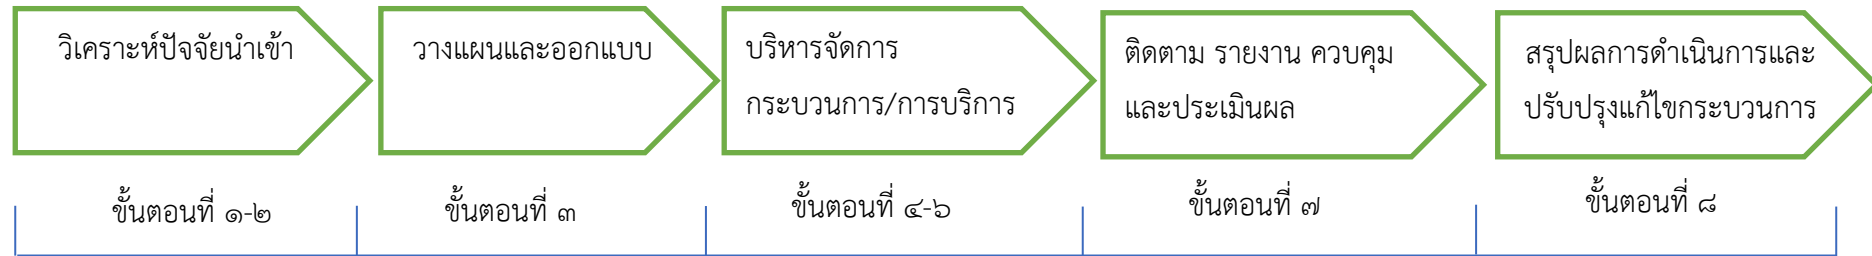 วิเคราะห์ปัจจัยนำเข้า
วางแผนและออกแบบ
บริหารจัดการ
กระบวนการ/การบริการ
ติดตาม รายงาน ควบคุม
และประเมินผล
สรุปผลการดำเนินการและ
ปรับปรุงแก้ไขกระบวนการ
ขั้นตอนที่ ๑-๒
ขั้นตอนที่ ๓
ขั้นตอนที่ ๔-๖
ขั้นตอนที่ ๗
ขั้นตอนที่ ๘